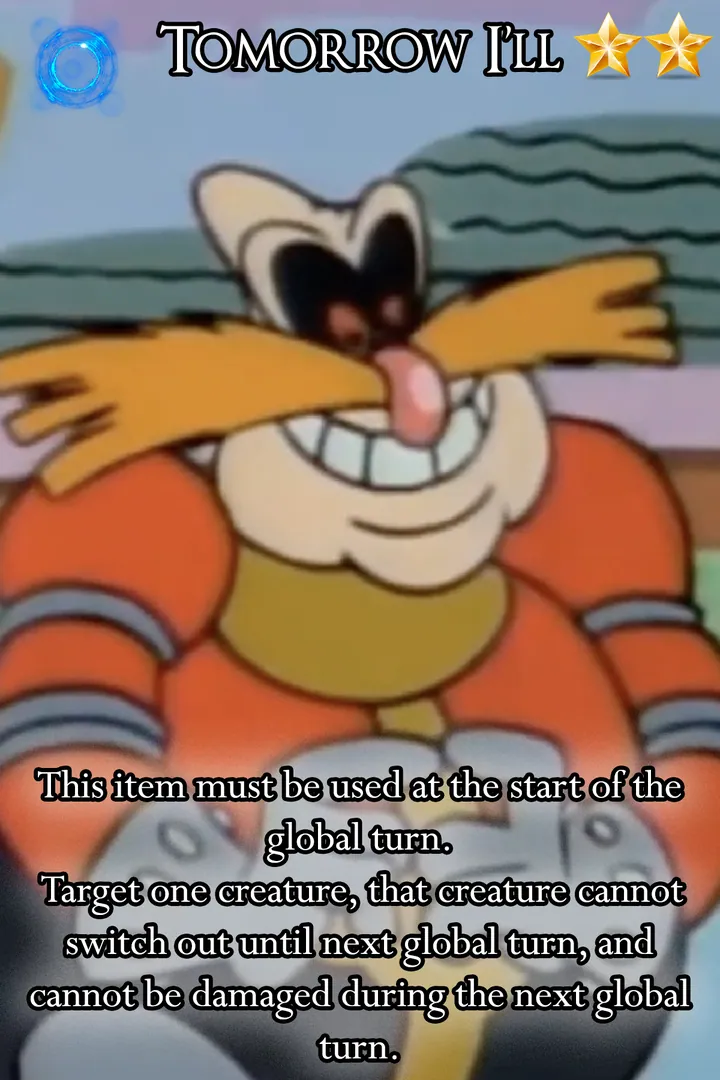 Tomorrow I'll
This item must be used at the start of the
global turn.
Target one creature, that creature cannot
switch out until next global turn, and
cannot be damaged during the next global
turn.